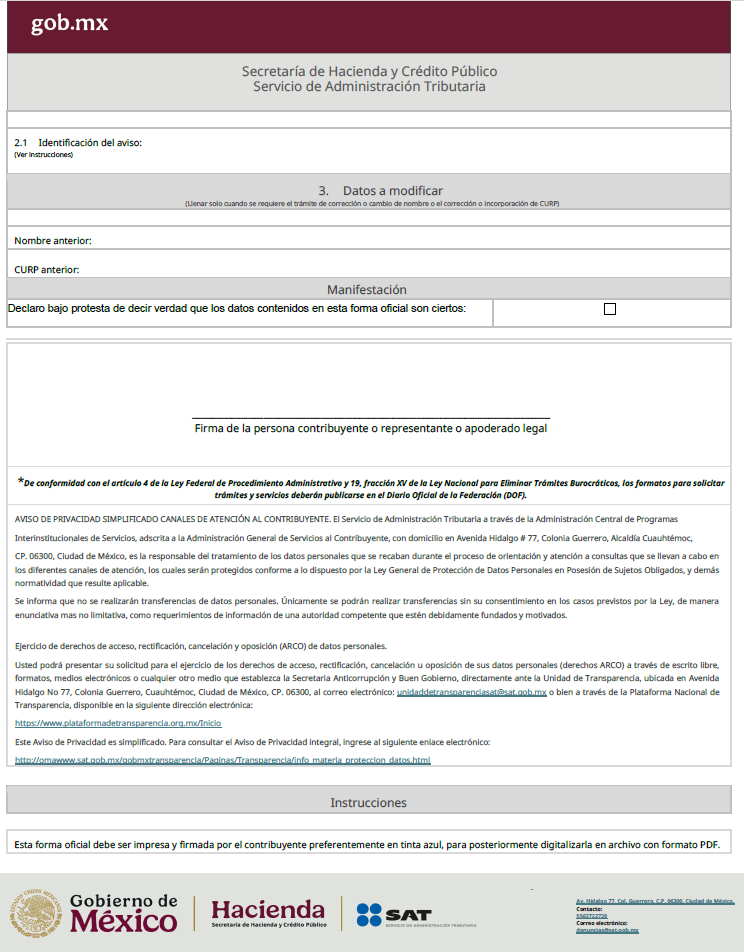 gob.mx
Secretaría de Hacienda y Crédito Público
Servicio de Administración Tributaria
2.1 Identificación del aviso:
(Ver Instrucciones)
3. Datos a modificar
(Llenar solo cuando se requiere el trámite de corrección o cambio de nombre o el corrección o incorporación de CURP)
Nombre anterior:
CURP anterior:
Manifestación
Declaro bajo protesta de decir verdad que los datos contenidos en esta forma oficial son ciertos:
Firma de la persona contribuyente o representante o apoderado legal
*De conformidad con el artículo 4 de la Ley Federal de Procedimiento Administrativo y 19, fracción XV de la Ley Nacional para Eliminar Trámites Burocráticos, los formatos para solicitar
trámites y servicios deberán publicarse en el Diario Oficial de la Federación (DOF).
AVISO DE PRIVACIDAD SIMPLIFICADO CANALES DE ATENCIÓN AL CONTRIBUYENTE. El Servicio de Administración Tributaria a través de la Administración Central de Programas
Interinstitucionales de Servicios, adscrita a la Administración General de Servicios al Contribuyente, con domicilio en Avenida Hidalgo # 77, Colonia Guerrero, Alcaldía Cuauhtémoc,
CP. 06300, Ciudad de México, es la responsable del tratamiento de los datos personales que se recaban durante el proceso de orientación y atención a consultas que se llevan a cabo en
los diferentes canales de atención, los cuales serán protegidos conforme a lo dispuesto por la Ley General de Protección de Datos Personales en Posesión de Sujetos Obligados, y demás
normatividad que resulte aplicable.
Se informa que no se realizarán transferencias de datos personales. Únicamente se podrán realizar transferencias sin su consentimiento en los casos previstos por la Ley, de manera
enunciativa mas no limitativa, como requerimientos de información de una autoridad competente que estén debidamente fundados y motivados.
Ejercicio de derechos de acceso, rectificación, cancelación y oposición (ARCO) de datos personales.
Usted podrá presentar su solicitud para el ejercicio de los derechos de acceso, rectificación, cancelación u oposición de sus datos personales (derechos ARCO) a través de escrito libre,
formatos, medios electrónicos o cualquier otro medio que establezca la Secretaria Anticorrupción y Buen Gobierno, directamente ante la Unidad de Transparencia, ubicada en Avenida
Hidalgo No 77, Colonia Guerrero, Cuauhtémoc, Ciudad de México, CP. 06300, al correo electrónico: unidaddetransparenciasat@sat.gob.mx o bien a través de la Plataforma Nacional de
Transparencia, disponible en la siguiente dirección electrónica:
https://www.plataformadetransparencia.org.mx/Inicio
Este Aviso de Privacidad es simplificado. Para consultar el Aviso de Privacidad integral, ingrese al siguiente enlace electrónico:
http://omawww.sat.gob.mx/gobmxtransparencia/Paginas/Transparencia/info_materia_proteccion_datos.html
Instrucciones
Esta forma oficial debe ser impresa y firmada por el contribuyente preferentemente en tinta azul, para posteriormente digitalizarla en archivo con formato PDF.
ESTADOS UNIDOS MEXICANOS
Gobierno de
México
Hacienda
Secretaría de Hacienda y Crédito Público
SAT
SERVICIO DE ADMINISTRACIÓN TRIBUTARIA
Av. Hidalgo 77, Col. Guerrero, C.P. 06300, Ciudad de México.
Contacto:
5562722728
Correo electrónico:
denuncias@sat.gob.mx